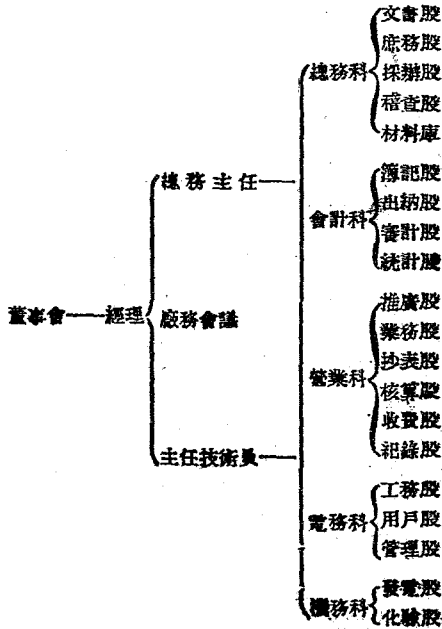 董事會
經理
總務主任
廠務會議
主任技術員
總務科
文書股
庶務股
採辦股
稽查股
材料庫
會計科
簿記股
出納股
審計股
統計股
營業科
推廣股
業務股
抄表股
核算股
收費股
紀錄股
電務科
工務股
用戶股
管理股
機務科
發電股
化驗股